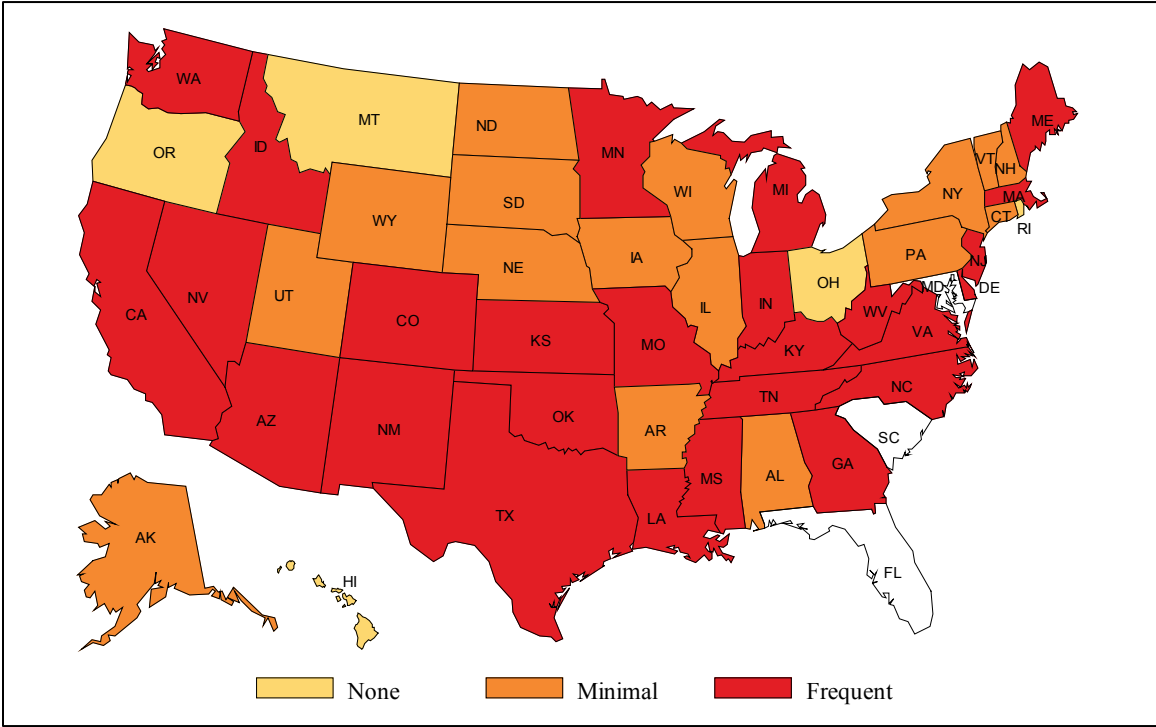 WA
MT
ND
MN
ME
OR
ID
WI
MI
VT
NH
NY
MA
SD
WY
CT
RI
IA
PA
NE
NJ
OH
MD
DE
NV
UT
IL
IN
CA
CO
WV
VA
KS
MO
KY
NC
TN
AZ
NM
OK
AR
SC
GA
MS
AL
TX
LA
AK
FL
HI
None Minimal Frequent